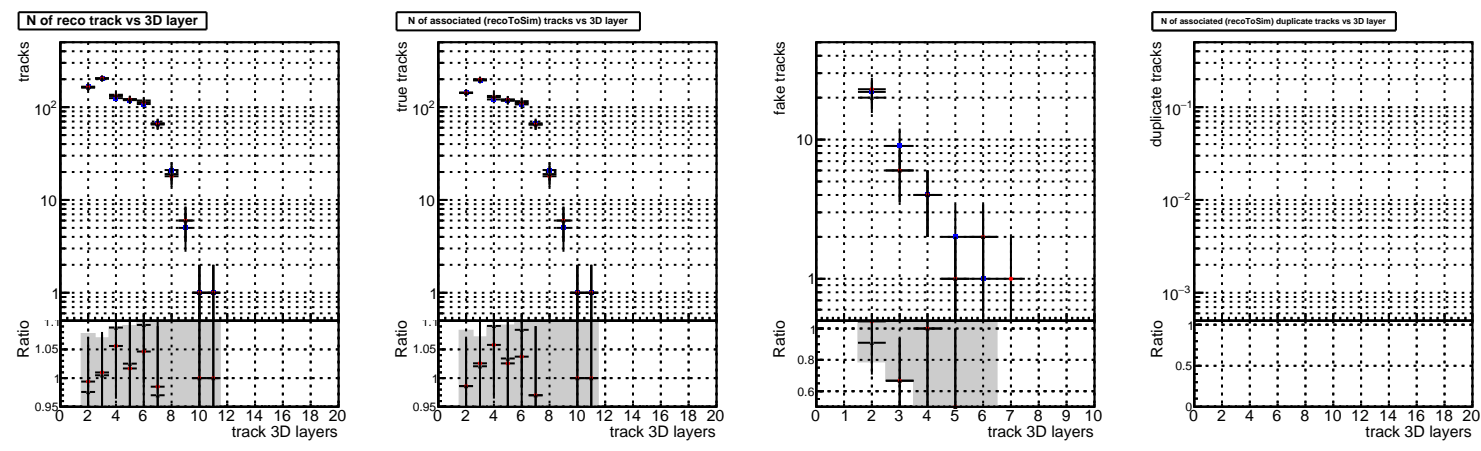 N of reco track vs 3D layer
tracks
10²
10
1
Ratio
1.1
1.05
1
0.95
0 2 4 6 8 10 12 14 16 18 20
track 3D layers
N of associated (recoToSim) tracks vs 3D layer
true tracks
10²
10
1
Ratio
1.1
1.05
1
0.95
0 2 4 6 8 10 12 14 16 18 20
track 3D layers
fake tracks
10
1
Ratio
1
0.8
0.6
0 1 2 3 4 5 6 7 8 9 10
track 3D layers
N of associated (recoToSim) duplicate tracks vs 3D layer
duplicate tracks
10⁻¹
10⁻²
10⁻³
Ratio
1
0.5
0
0 2 4 6 8 10 12 14 16 18 20
track 3D layers